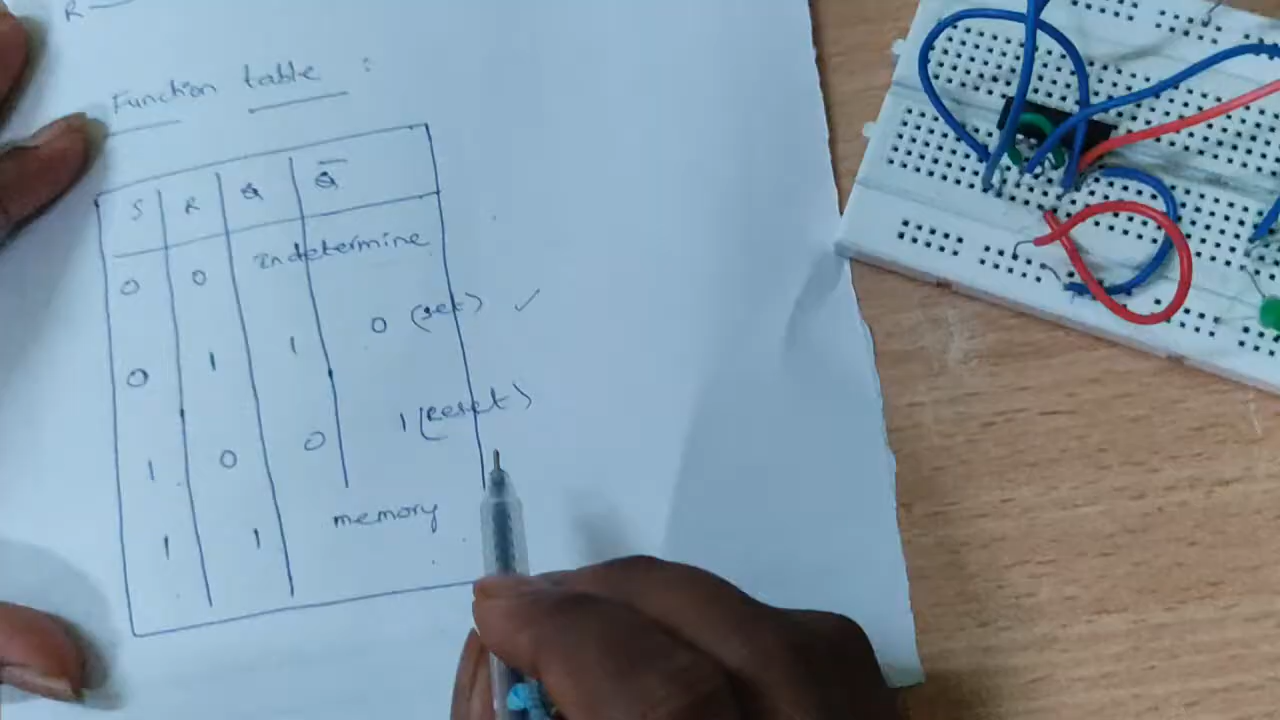 R
Function table :
S R Q Q̅
0 0 Indetermine
0 1 1 0 (set) ✓
1 0 0 1 (Reset)
1 1 memory